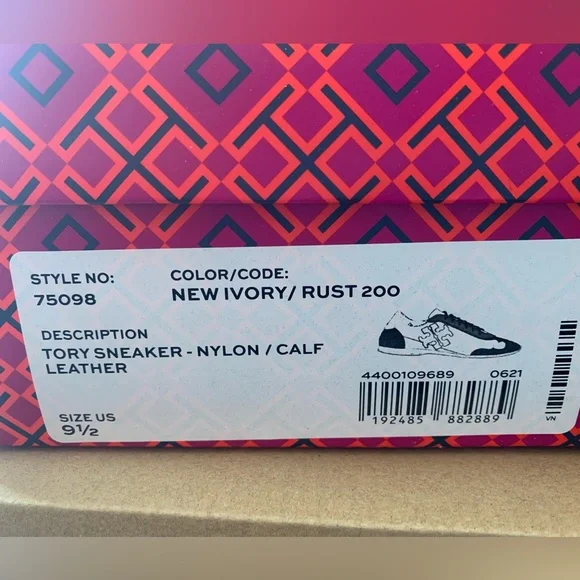 STYLE NO:
75098
COLOR/CODE:
NEW IVORY/ RUST 200
DESCRIPTION
TORY SNEAKER - NYLON / CALF
LEATHER
SIZE US
9½
4400109689 0621
192485 882889
VN